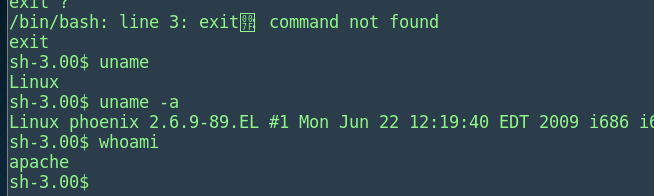 exit ?
/bin/bash: line 3: exit command not found
exit
sh-3.00$ uname
Linux
sh-3.00$ uname -a
Linux phoenix 2.6.9-89.EL #1 Mon Jun 22 12:19:40 EDT 2009 i686
sh-3.00$ whoami
apache
sh-3.00$